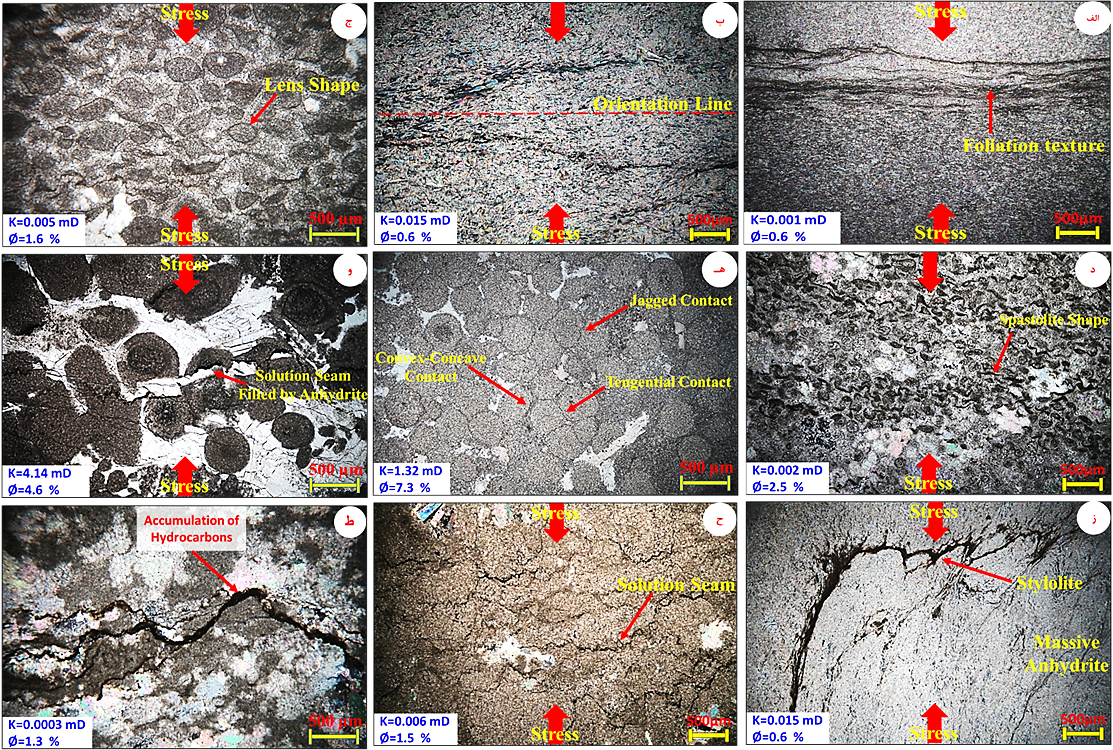 الف
Stress
Foliation texture
K=0.001 mD
Ø=0.6 %
500µm
Stress
ب
Orientation Line
K=0.015 mD
Ø=0.6 %
500µm
Stress
ج
Stress
Lens Shape
K=0.005 mD
Ø=1.6 %
500 µm
Stress
د
Spastolite Shape
K=0.002 mD
Ø=2.5 %
500µm
Stress
هـ
Jagged Contact
Convex-Concave
Contact
Tengential Contact
K=1.32 mD
Ø=7.3 %
500 µm
و
Stress
Solution Seam
Filled by Anhydrite
K=4.14 mD
Ø=4.6 %
500 µm
Stress
ز
Stress
Stylolite
Massive
Anhydrite
K=0.015 mD
Ø=0.6 %
500µm
Stress
ح
Stress
Solution Seam
K=0.006 mD
Ø=1.5 %
500µm
Stress
ط
Accumulation of
Hydrocarbons
K=0.0003 mD
Ø=1.3 %
500 µm